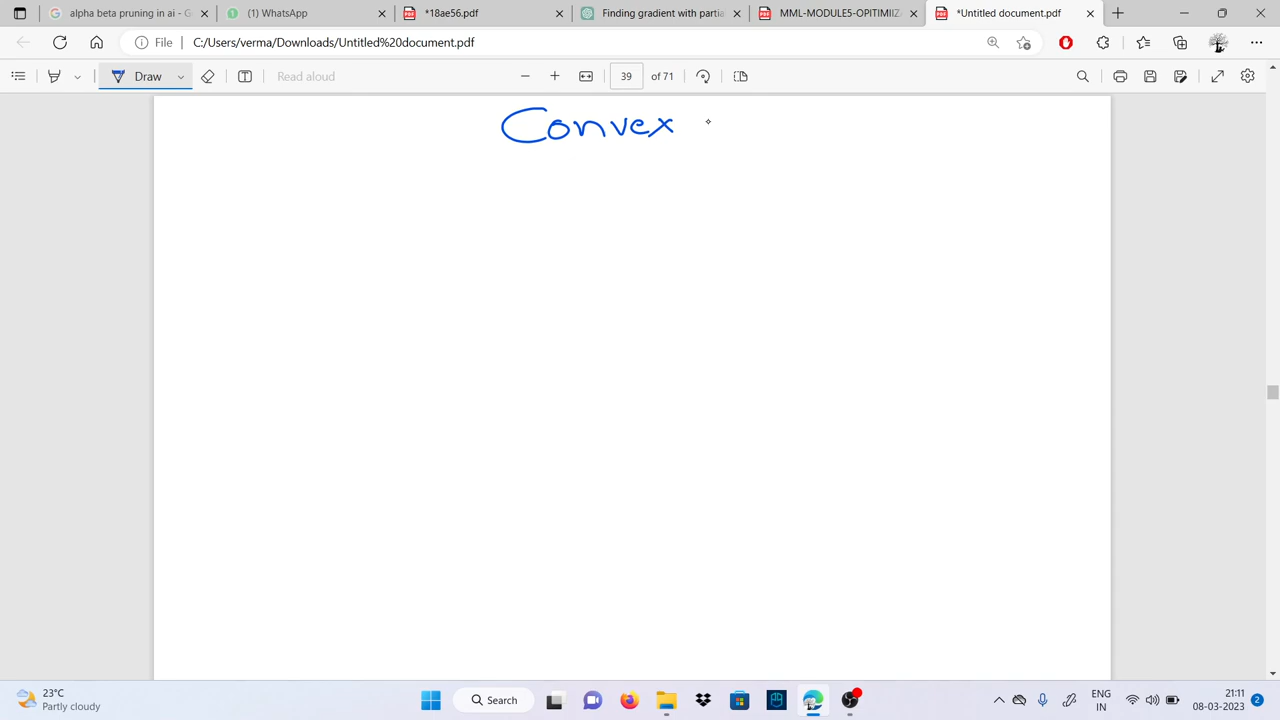 alpha beta pruning in ai - G
(1) WhatsApp
*18ae56.pdf
Finding gradient with partia
MML-MODULE5-OPITIMIIZA
*Untitled document.pdf
File
C:/Users/verma/Downloads/Untitled%20document.pdf
Draw
Read aloud
39
of 71
Convex
23°C
Partly cloudy
Search
ENG
IN
21:11
08-03-2023
2